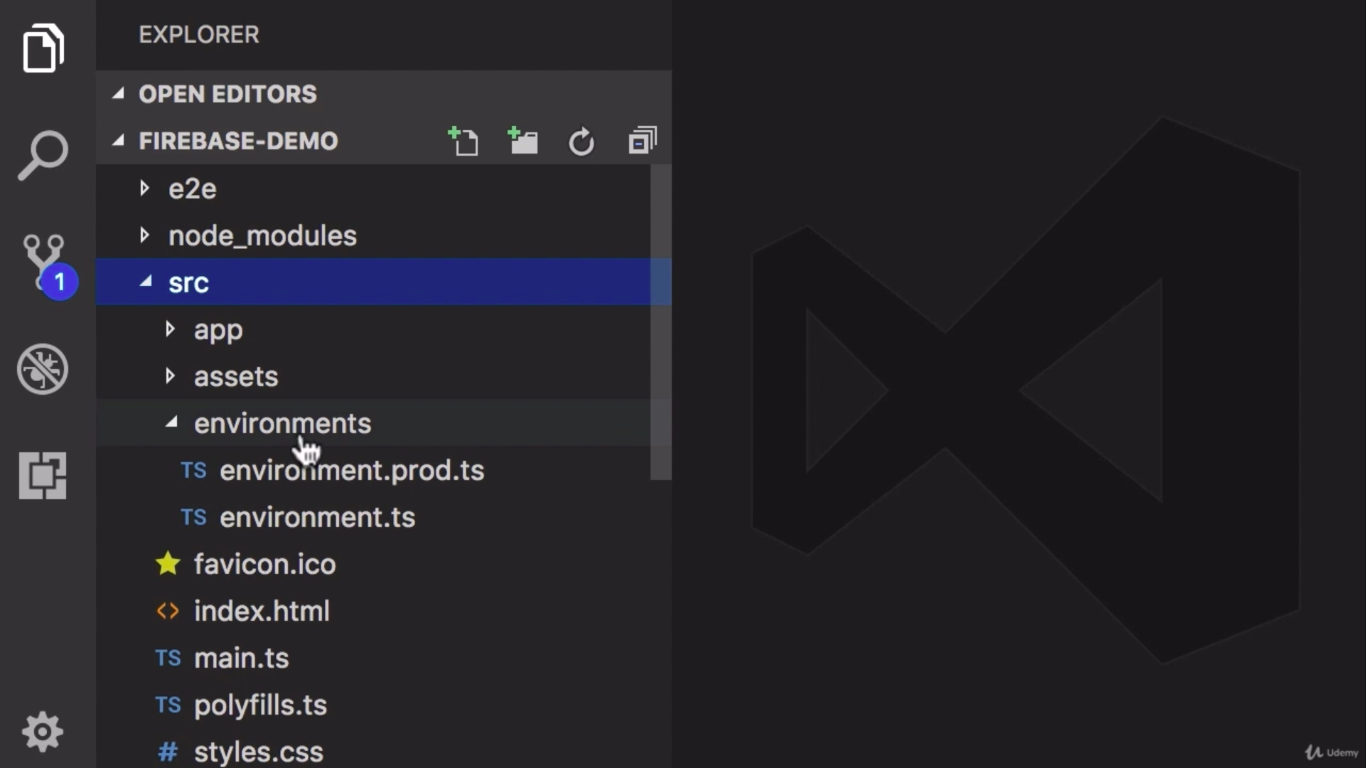 EXPLORER
OPEN EDITORS
FIREBASE-DEMO
e2e
node_modules
src
1
app
assets
environments
TS environment.prod.ts
TS environment.ts
favicon.ico
<> index.html
TS main.ts
TS polyfills.ts
# styles.css
Udemy